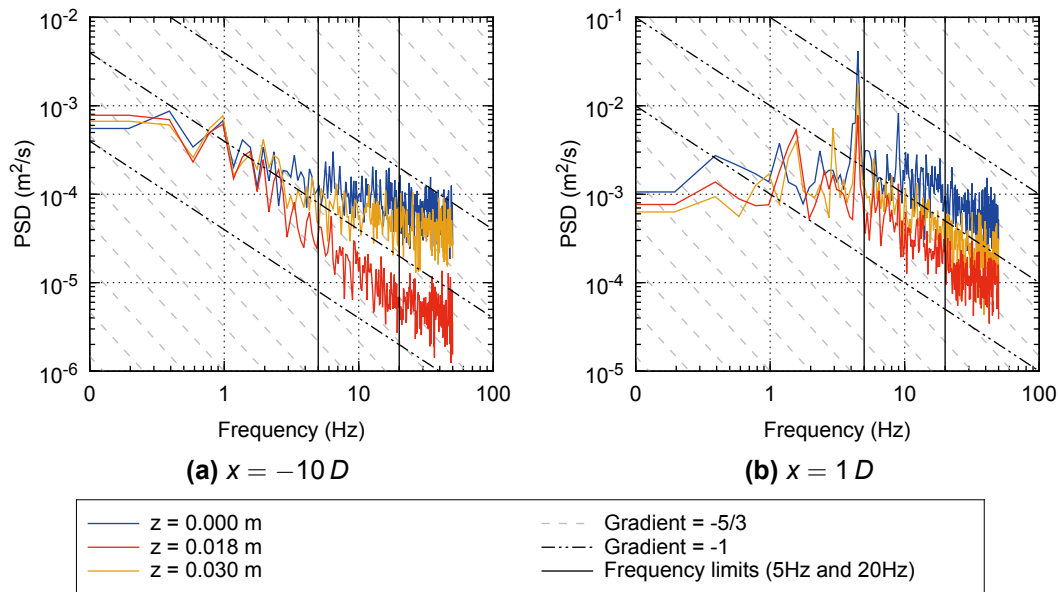 10⁻²
10⁻³
10⁻⁴
10⁻⁵
10⁻⁶
PSD (m²/s)
0 1 10 100
Frequency (Hz)
(a) x = −10 D
10⁻¹
10⁻²
10⁻³
10⁻⁴
10⁻⁵
PSD (m²/s)
0 1 10 100
Frequency (Hz)
(b) x = 1 D
z = 0.000 m
z = 0.018 m
z = 0.030 m
Gradient = -5/3
Gradient = -1
Frequency limits (5Hz and 20Hz)